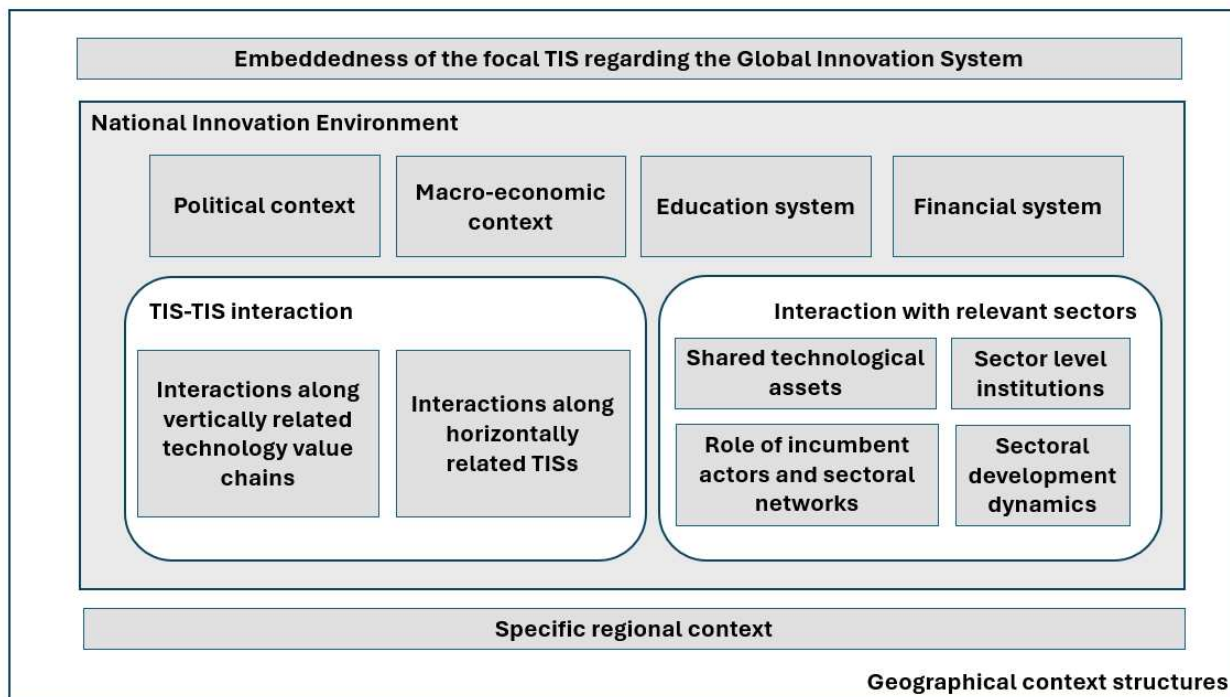 Embeddedness of the focal TIS regarding the Global Innovation System
National Innovation Environment
Political context
Macro-economic
context
Education system
Financial system
TIS-TIS interaction
Interactions along
vertically related
technology value
chains
Interactions along
horizontally
related TISs
Interaction with relevant sectors
Shared technological
assets
Sector level
institutions
Role of incumbent
actors and sectoral
networks
Sectoral
development
dynamics
Specific regional context
Geographical context structures